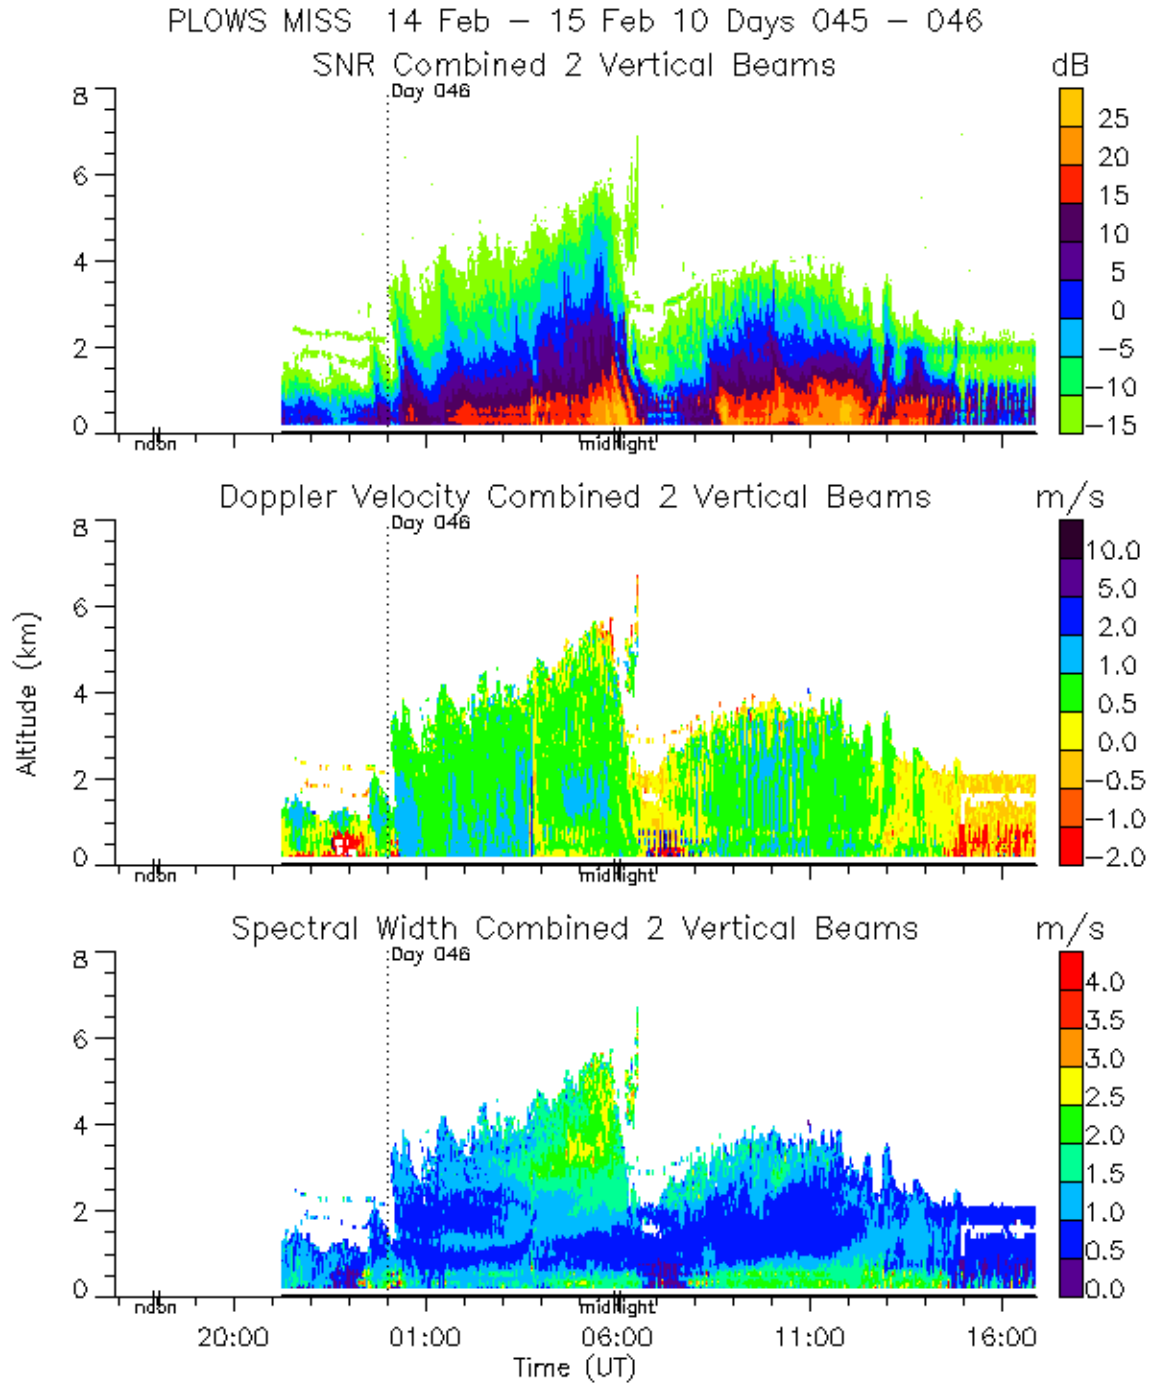 PLOWS MISS 14 Feb - 15 Feb 10 Days 045 - 046
SNR Combined 2 Vertical Beams
dB
Day 046
8
6
4
2
0
noon
midnight
25
20
15
10
5
0
-5
-10
-15
Doppler Velocity Combined 2 Vertical Beams
m/s
Day 046
8
6
4
2
0
Altitude (km)
noon
midnight
10.0
5.0
2.0
1.0
0.5
0.0
-0.5
-1.0
-2.0
Spectral Width Combined 2 Vertical Beams
m/s
Day 046
8
6
4
2
0
noon
midnight
4.0
3.5
3.0
2.5
2.0
1.5
1.0
0.5
0.0
20:00
01:00
06:00
11:00
16:00
Time (UT)